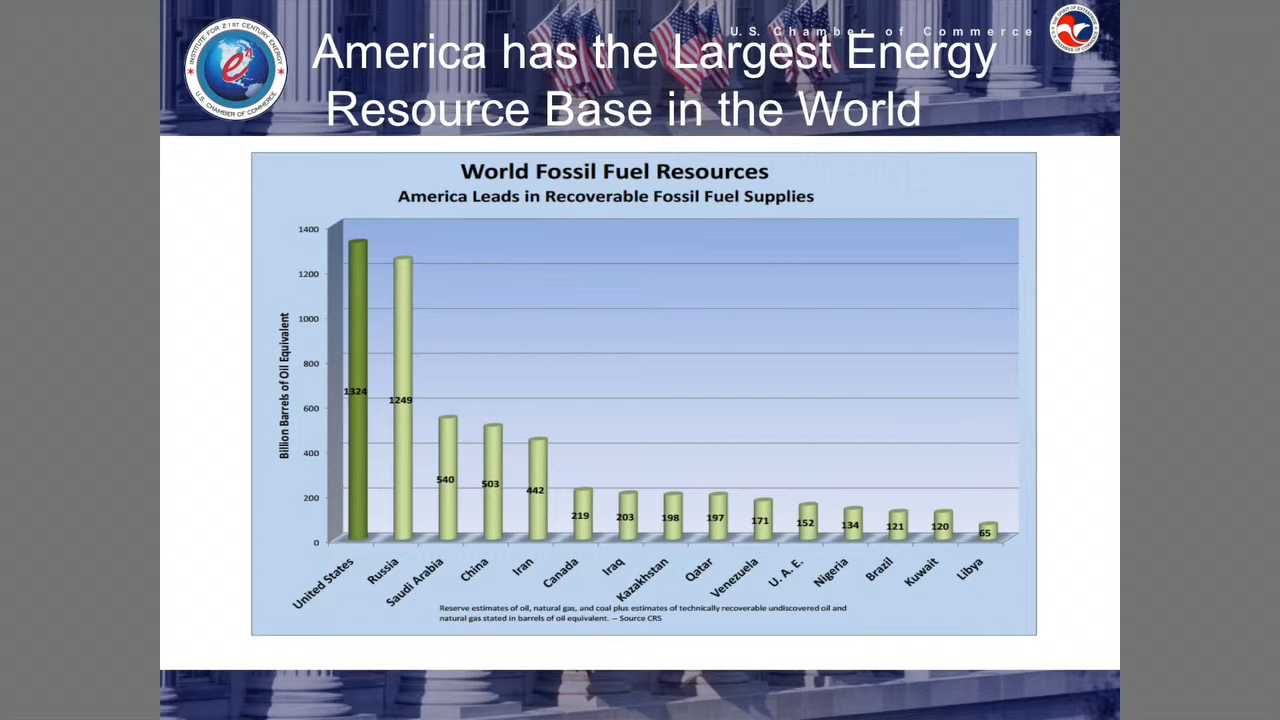 U.S. Chamber of Commerce
INSTITUTE FOR 21ST CENTURY ENERGY
U.S. CHAMBER OF COMMERCE
e21
America has the Largest Energy
Resource Base in the World
World Fossil Fuel Resources
America Leads in Recoverable Fossil Fuel Supplies
Billion Barrels of Oil Equivalent
1400
1200
1000
800
600
400
200
0
1324
1249
540
503
442
219
203
198
197
171
152
134
121
120
65
United States
Russia
Saudi Arabia
China
Iran
Canada
Iraq
Kazakhstan
Qatar
Venezuela
U. A. E.
Nigeria
Brazil
Kuwait
Libya
Reserve estimates of oil, natural gas, and coal plus estimates of technically recoverable undiscovered oil and
natural gas stated in barrels of oil equivalent. – Source CRS